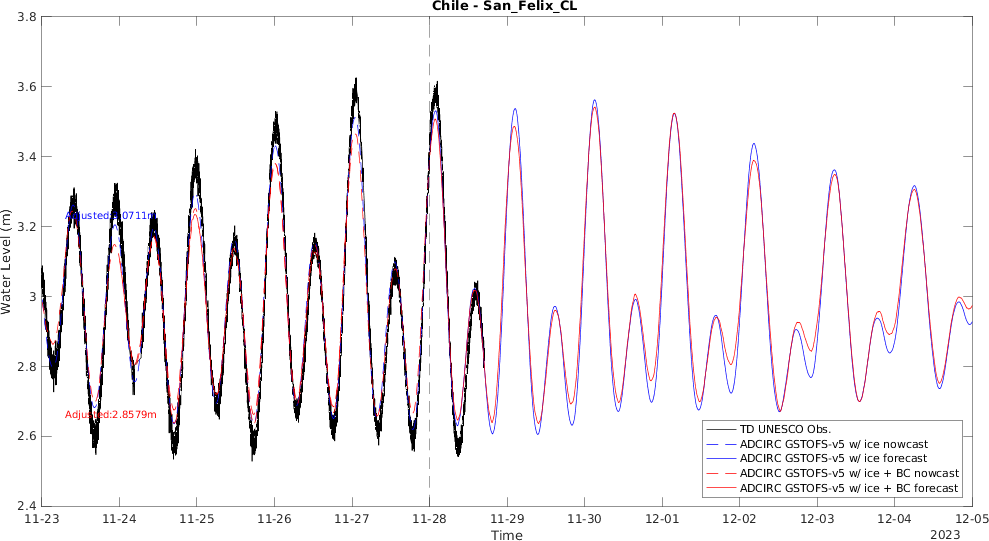 Chile - San_Felix_CL
3.8
3.6
3.4
3.2
3
2.8
2.6
2.4
Water Level (m)
Adjusted:2.8579m
TD UNESCO Obs.
ADCIRC GSTOFS-v5 w/ ice nowcast
ADCIRC GSTOFS-v5 w/ ice forecast
ADCIRC GSTOFS-v5 w/ ice + BC nowcast
ADCIRC GSTOFS-v5 w/ ice + BC forecast
11-23 11-24 11-25 11-26 11-27 11-28 11-29 11-30 12-01 12-02 12-03 12-04 12-05
Time
2023